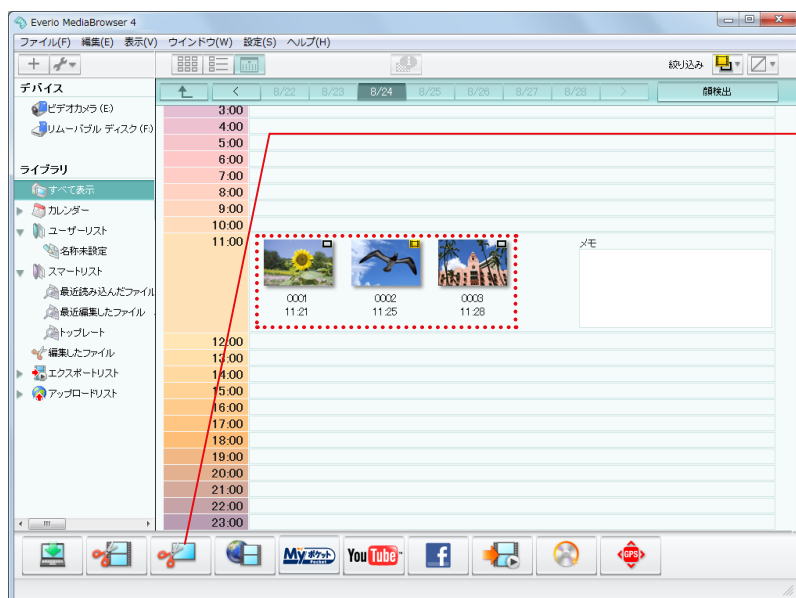 Everio MediaBrowser 4
ファイル(F) 編集(E) 表示(V) ウインドウ(W) 設定(S) ヘルプ(H)
絞り込み
デバイス
ビデオカメラ (E:)
リムーバブル ディスク (F:)
ライブラリ
すべて表示
カレンダー
ユーザーリスト
名称未設定
スマートリスト
最近読み込んだファイル
最近編集したファイル
トップレート
編集したファイル
エクスポートリスト
アップロードリスト
< 8/22 8/23 8/24 8/25 8/26 8/27 8/28 > 顔検出
3:00
4:00
5:00
6:00
7:00
8:00
9:00
10:00
11:00
0001 0002 0003
11:21 11:25 11:28
メモ
12:00
13:00
14:00
15:00
16:00
17:00
18:00
19:00
20:00
21:00
22:00
23:00
My ポケット Pocket YouTube f GPS